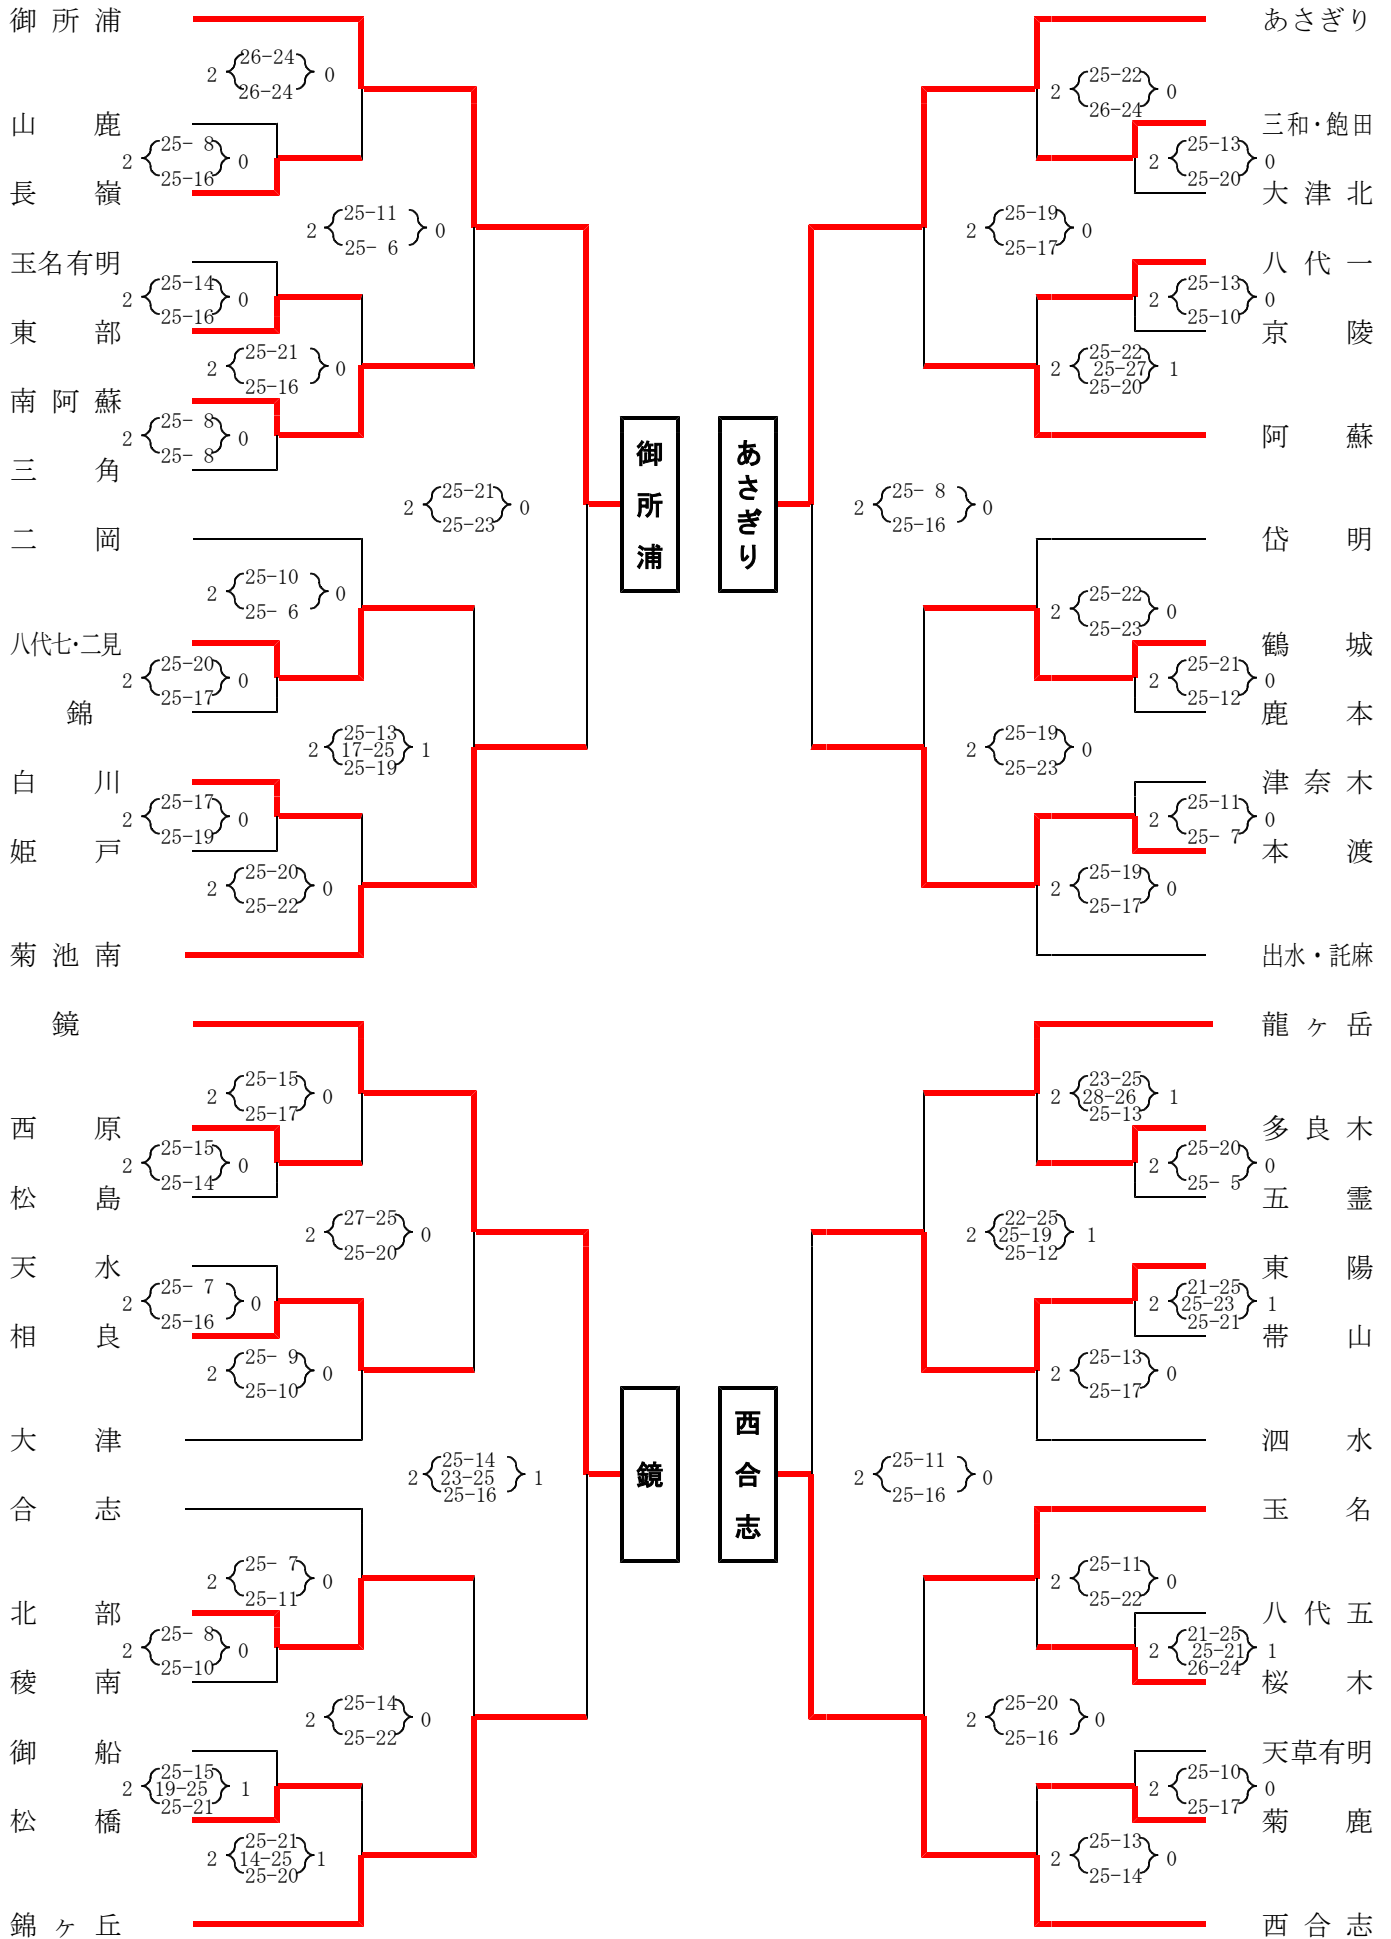 御所浦
26-24
2 0
26-24
山鹿
25- 8
2 0
25-16
長嶺
25-11
2 0
25- 6
玉名有明
25-14
2 0
25-16
東部
25-21
2 0
25-16
南阿蘇
25- 8
2 0
25- 8
三角
25-21
2 0
25-23
二岡
25-10
2 0
25- 6
八代七・二見
25-20
2 0
25-17
錦
25-13
2 17-25 1
25-19
白川
25-17
2 0
25-19
姫戸
25-20
2 0
25-22
菊池南
御所浦
鏡
25-15
2 0
25-17
西原
25-15
2 0
25-14
松島
27-25
2 0
25-20
天水
25- 7
2 0
25-16
相良
25- 9
2 0
25-10
大津
25-14
2 23-25 1
25-16
合志
25- 7
2 0
25-11
北部
25- 8
2 0
25-10
稜南
25-14
2 0
25-22
御船
25-15
2 19-25 1
25-21
松橋
25-21
2 14-25 1
25-20
錦ヶ丘
鏡
あさぎり
25-22
2 0
26-24
三和・飽田
25-13
2 0
25-20
大津北
25-19
2 0
25-17
八代一
25-13
2 0
25-10
京陵
25-22
2 25-27 1
25-20
阿蘇
25- 8
2 0
25-16
岱明
25-22
2 0
25-23
鶴城
25-21
2 0
25-12
鹿本
25-19
2 0
25-23
津奈木
25-11
2 0
25- 7
本渡
25-19
2 0
25-17
出水・託麻
あさぎり
龍ヶ岳
23-25
2 28-26 1
25-13
多良木
25-20
2 0
25- 5
五霊
22-25
2 25-19 1
25-12
東陽
21-25
2 25-23 1
25-21
帯山
25-13
2 0
25-17
泗水
25-11
2 0
25-16
玉名
25-11
2 0
25-22
八代五
21-25
2 25-21 1
26-24
桜木
25-20
2 0
25-16
天草有明
25-10
2 0
25-17
菊鹿
25-13
2 0
25-14
西合志
西合志